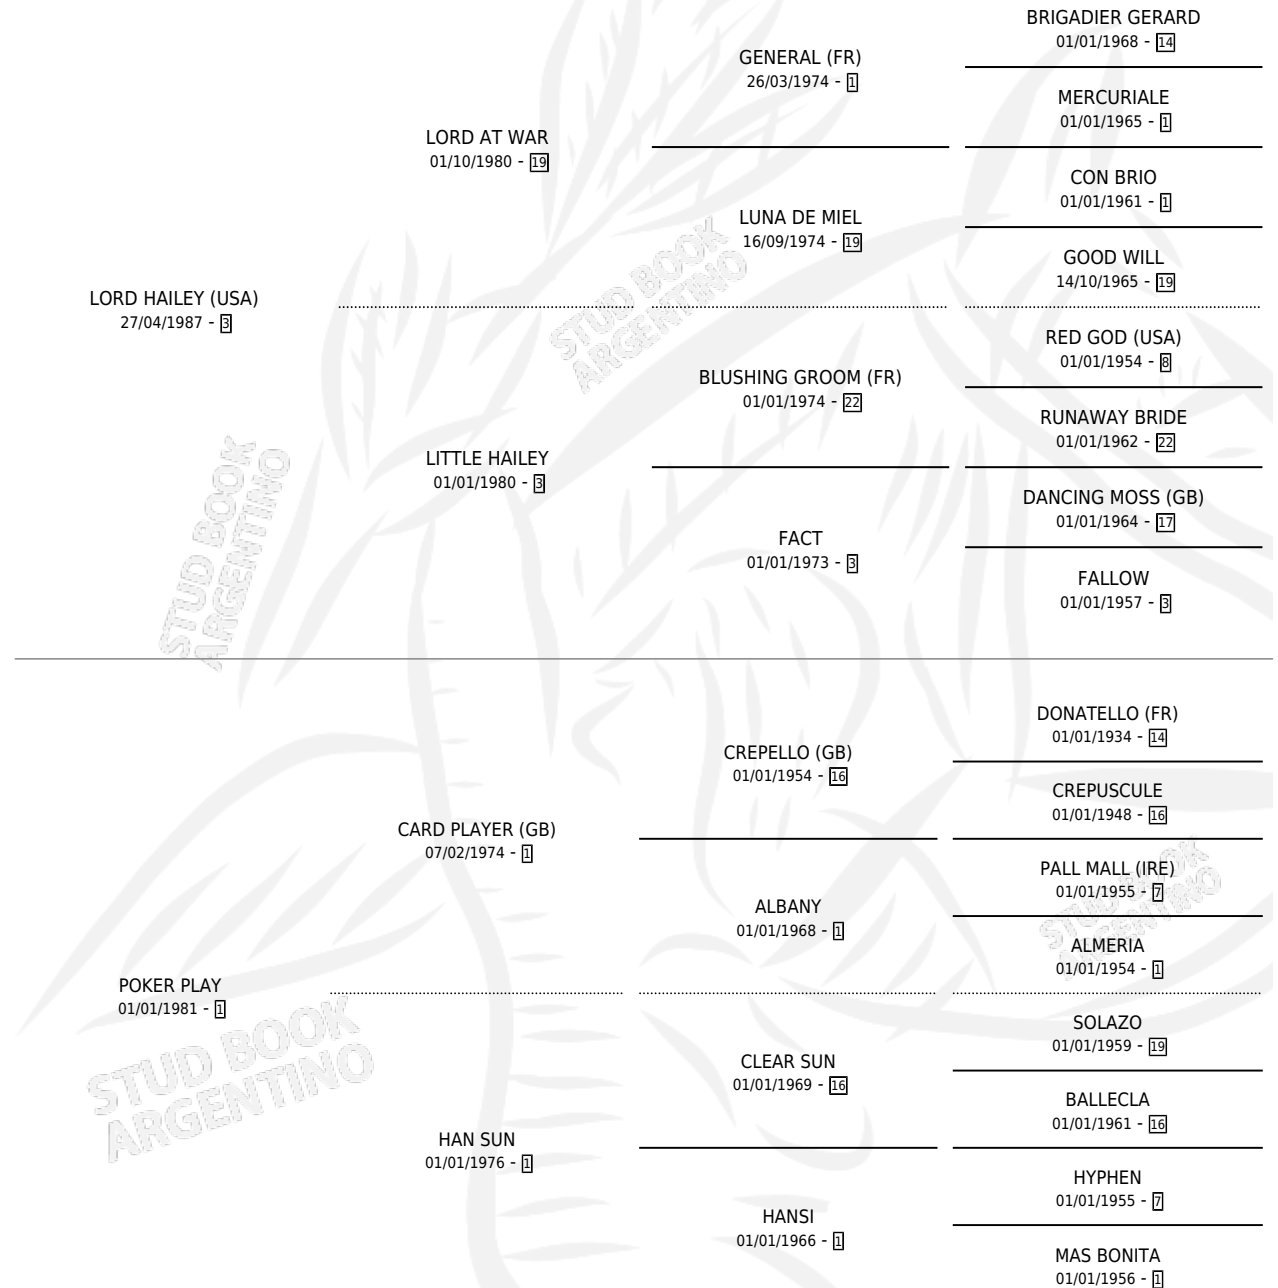 BRIGADIER GERARD
01/01/1968 - 14
GENERAL (FR)
26/03/1974 - 1
MERCURIALE
01/01/1965 - 1
LORD AT WAR
01/10/1980 - 19
CON BRIO
01/01/1961 - 1
LUNA DE MIEL
16/09/1974 - 19
GOOD WILL
14/10/1965 - 19
LORD HAILEY (USA)
27/04/1987 - 3
RED GOD (USA)
01/01/1954 - 8
BLUSHING GROOM (FR)
01/01/1974 - 22
RUNAWAY BRIDE
01/01/1962 - 22
LITTLE HAILEY
01/01/1980 - 3
DANCING MOSS (GB)
01/01/1964 - 17
FACT
01/01/1973 - 3
FALLOW
01/01/1957 - 3
DONATELLO (FR)
01/01/1934 - 14
CREPELLO (GB)
01/01/1954 - 16
CREPUSCULE
01/01/1948 - 16
CARD PLAYER (GB)
07/02/1974 - 1
PALL MALL (IRE)
01/01/1955 - 7
ALBANY
01/01/1968 - 1
ALMERIA
01/01/1954 - 1
POKER PLAY
01/01/1981 - 1
SOLAZO
01/01/1959 - 19
CLEAR SUN
01/01/1969 - 16
BALLECLA
01/01/1961 - 16
HAN SUN
01/01/1976 - 1
HYPHEN
01/01/1955 - 7
HANSI
01/01/1966 - 1
MAS BONITA
01/01/1956 - 1
STUD BOOK
ARGENTINO
STUD BOOK
ARGENTINO
STUD BOOK
ARGENTINO
STUD BOOK
ARGENTINO